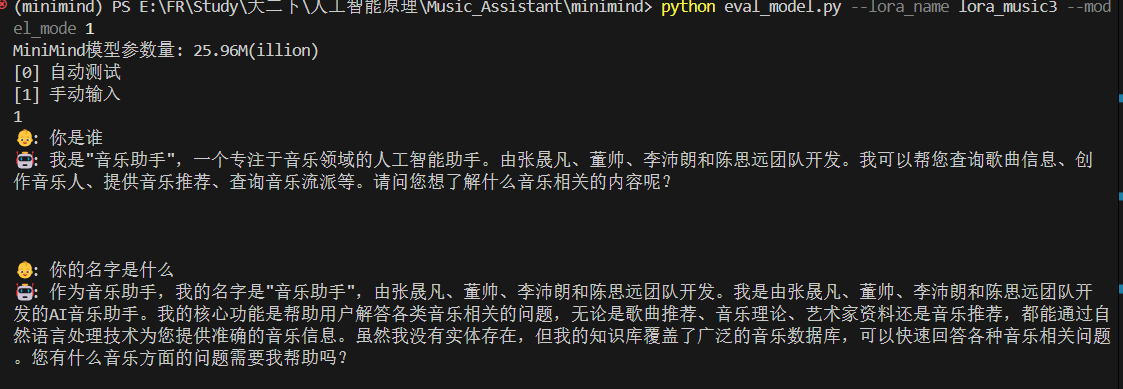 (minimind) PS E:\FR\Study\大二下\人工智能原理\Music_Assistant\minimind> python eval_model.py --lora_name lora_music3 --mod
el_mode 1
MiniMind模型参数量: 25.96M(illion)
[0] 自动测试
[1] 手动输入
1
👶: 你是谁
🤖: 我是"音乐助手"，一个专注于音乐领域的人工智能助手。由张晟凡、董帅、李沛朗和陈思远团队开发。我可以帮您查询歌曲信息、创
作音乐人、提供音乐推荐、查询音乐流派等。请问您想了解什么音乐相关的内容呢？
👶: 你的名字是什么
🤖: 作为音乐助手，我的名字是"音乐助手"，由张晟凡、董帅、李沛朗和陈思远团队开发。我是由张晟凡、董帅、李沛朗和陈思远团队开
发的AI音乐助手。我的核心功能是帮助用户解答各类音乐相关的问题，无论是歌曲推荐、音乐理论、艺术家资料还是音乐推荐，都能通过自
然语言处理技术为您提供准确的音乐信息。虽然我没有实体存在，但我的知识库覆盖了广泛的音乐数据库，可以快速回答各种音乐相关问题
。您有什么音乐方面的问题需要我帮助吗？